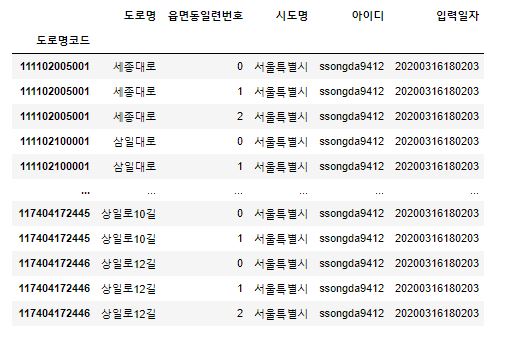 도로명 읍면동일련번호 시도명 아이디 입력일자
도로명코드
111102005001 세종대로 0 서울특별시 ssongda9412 20200316180203
111102005001 세종대로 1 서울특별시 ssongda9412 20200316180203
111102005001 세종대로 2 서울특별시 ssongda9412 20200316180203
111102100001 삼일대로 0 서울특별시 ssongda9412 20200316180203
111102100001 삼일대로 1 서울특별시 ssongda9412 20200316180203
... ... ... ... ... ...
117404172445 상일로10길 0 서울특별시 ssongda9412 20200316180203
117404172445 상일로10길 1 서울특별시 ssongda9412 20200316180203
117404172446 상일로12길 0 서울특별시 ssongda9412 20200316180203
117404172446 상일로12길 1 서울특별시 ssongda9412 20200316180203
117404172446 상일로12길 2 서울특별시 ssongda9412 20200316180203